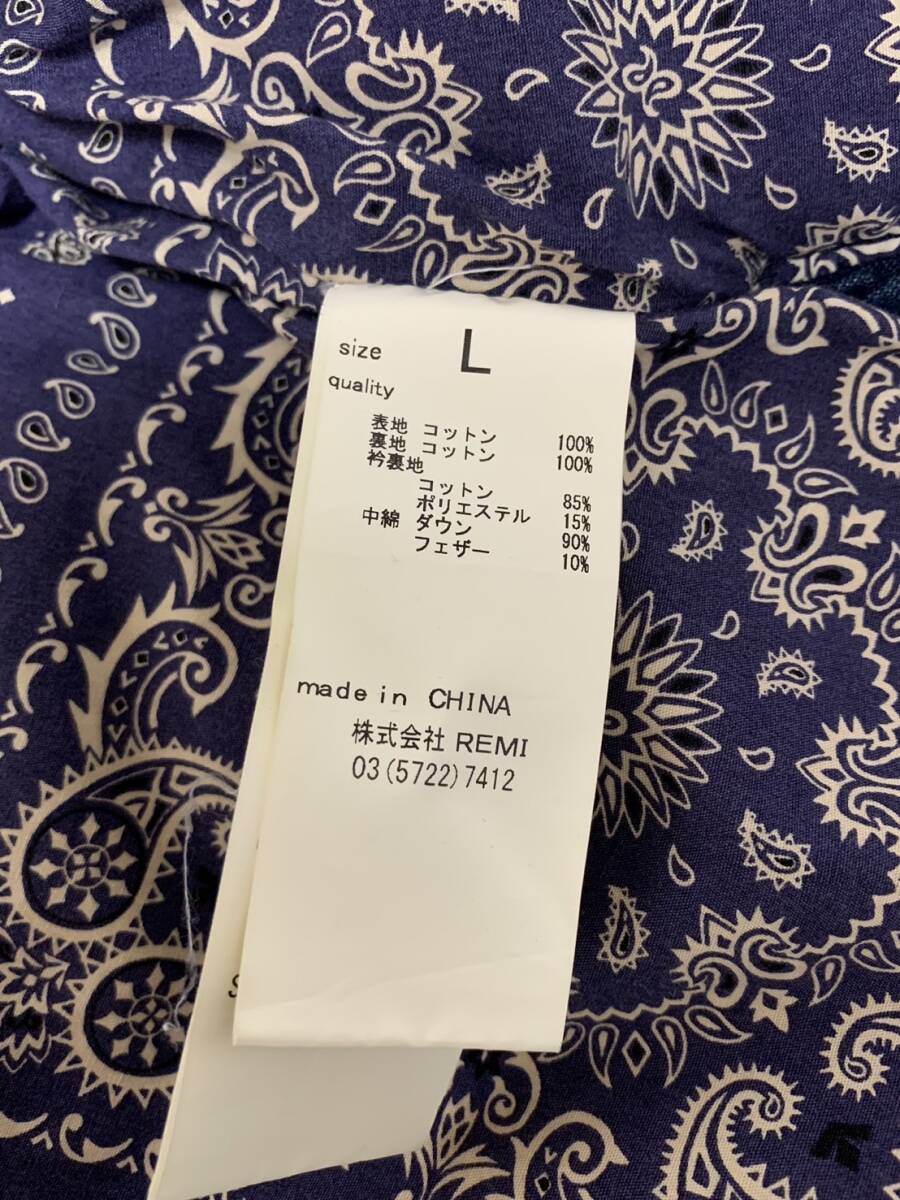 size L
quality
表地 コットン 100%
裏地 コットン 100%
衿裏地
コットン 85%
ポリエステル 15%
中綿 ダウン 90%
フェザー 10%
made in CHINA
株式会社 REMI
03(5722)7412